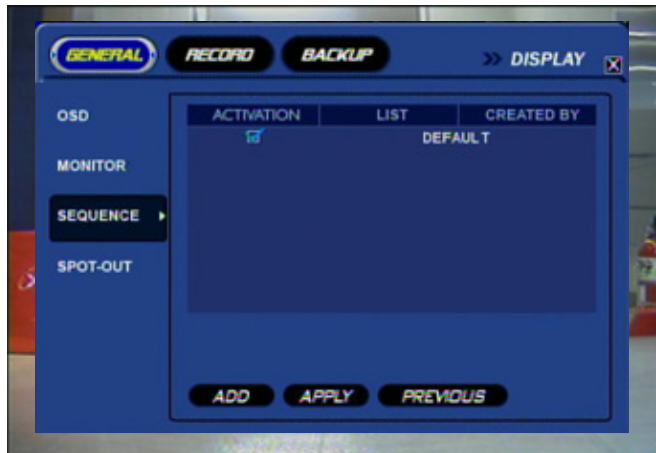 GENERAL RECORD BACKUP >> DISPLAY X
OSD
MONITOR
SEQUENCE
SPOT-OUT
ACTIVATION LIST CREATED BY
DEFAULT
ADD APPLY PREVIOUS